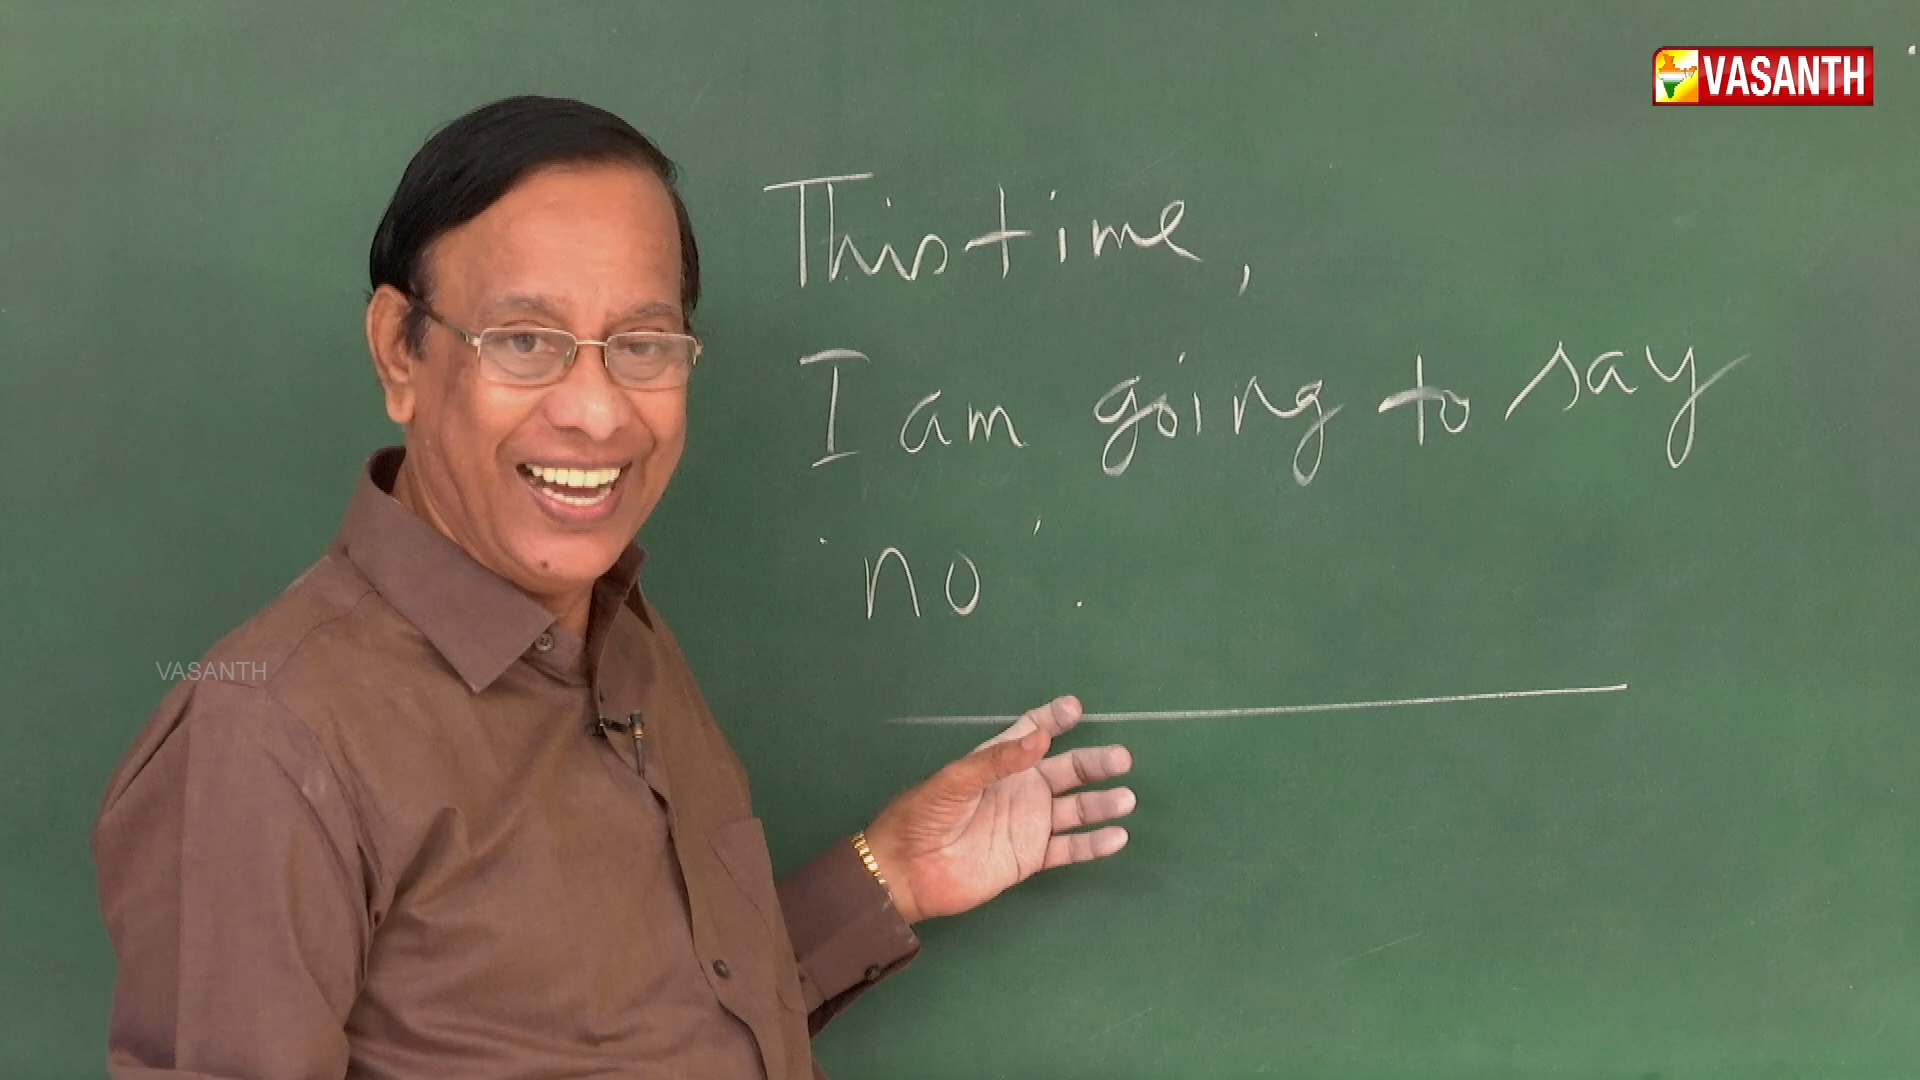 VASANTH
This time,
I am going to say
'no'.
VASANTH